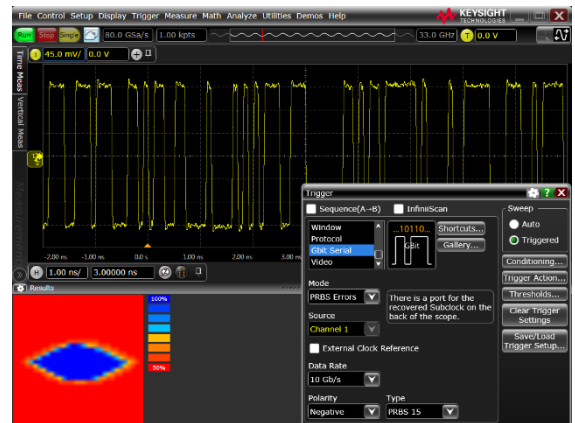 File Control Setup Display Trigger Measure Math Analyze Utilities Demos Help
KEYSIGHT
TECHNOLOGIES
Run Stop Single 80.0 GSa/s 1.00 kpts 33.0 GHz T 0.0 V
1 45.0 mV/ 0.0 V
Time Meas
Vertical Meas
Measurements
-2.00 ns -1.00 ns 0.0 s 1.00 ns 2.00 ns 3.00 ns
H 1.00 ns/ 3.00000 ns
Results
100%
50%
Trigger
Sequence(A→B) InfiniiScan
Window
Protocol
Gbit Serial
Video
...10110...
GBit
Shortcuts...
Gallery...
Mode
PRBS Errors
There is a port for the
recovered Subclock on the
back of the scope.
Source
Channel 1
External Clock Reference
Data Rate
10 Gb/s
Polarity Type
Negative PRBS 15
Sweep
Auto
Triggered
Conditioning...
Trigger Action...
Thresholds...
Clear Trigger
Settings
Save/Load
Trigger Setup...